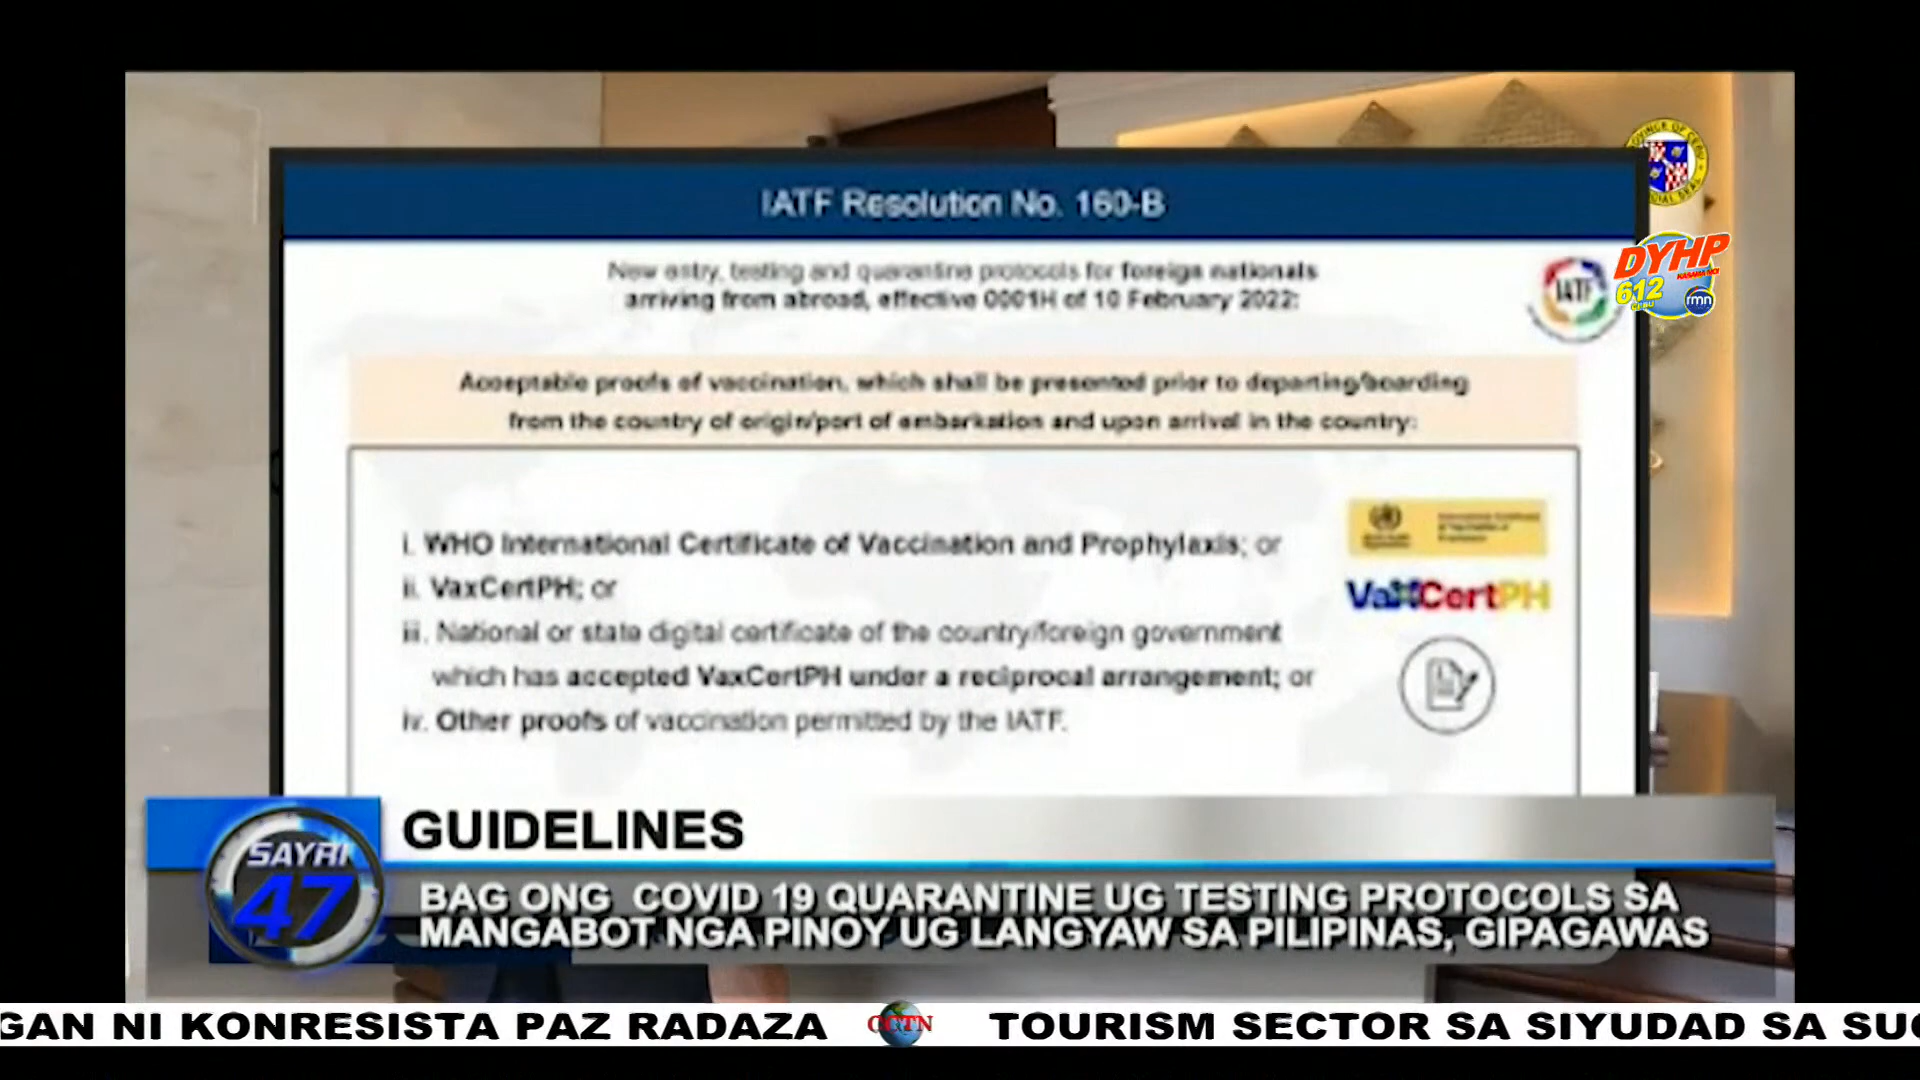 IATF Resolution No. 160-B
New entry, testing and quarantine protocols for foreign nationals
arriving from abroad, effective 0001H of 10 February 2022:
IATF
DYHP
KASAMA MO!
612
CEBU
rmn
Acceptable proofs of vaccination, which shall be presented prior to departing/boarding
from the country of origin/port of embarkation and upon arrival in the country:
i. WHO International Certificate of Vaccination and Prophylaxis; or
ii. VaxCertPH; or
VaxCertPH
iii. National or state digital certificate of the country/foreign government
which has accepted VaxCertPH under a reciprocal arrangement; or
iv. Other proofs of vaccination permitted by the IATF.
GUIDELINES
SAYRI
47
BAG ONG COVID 19 QUARANTINE UG TESTING PROTOCOLS SA
MANGABOT NGA PINOY UG LANGYAW SA PILIPINAS, GIPAGAWAS
GAN NI KONRESISTA PAZ RADAZA CCTN TOURISM SECTOR SA SIYUDAD SA SUG